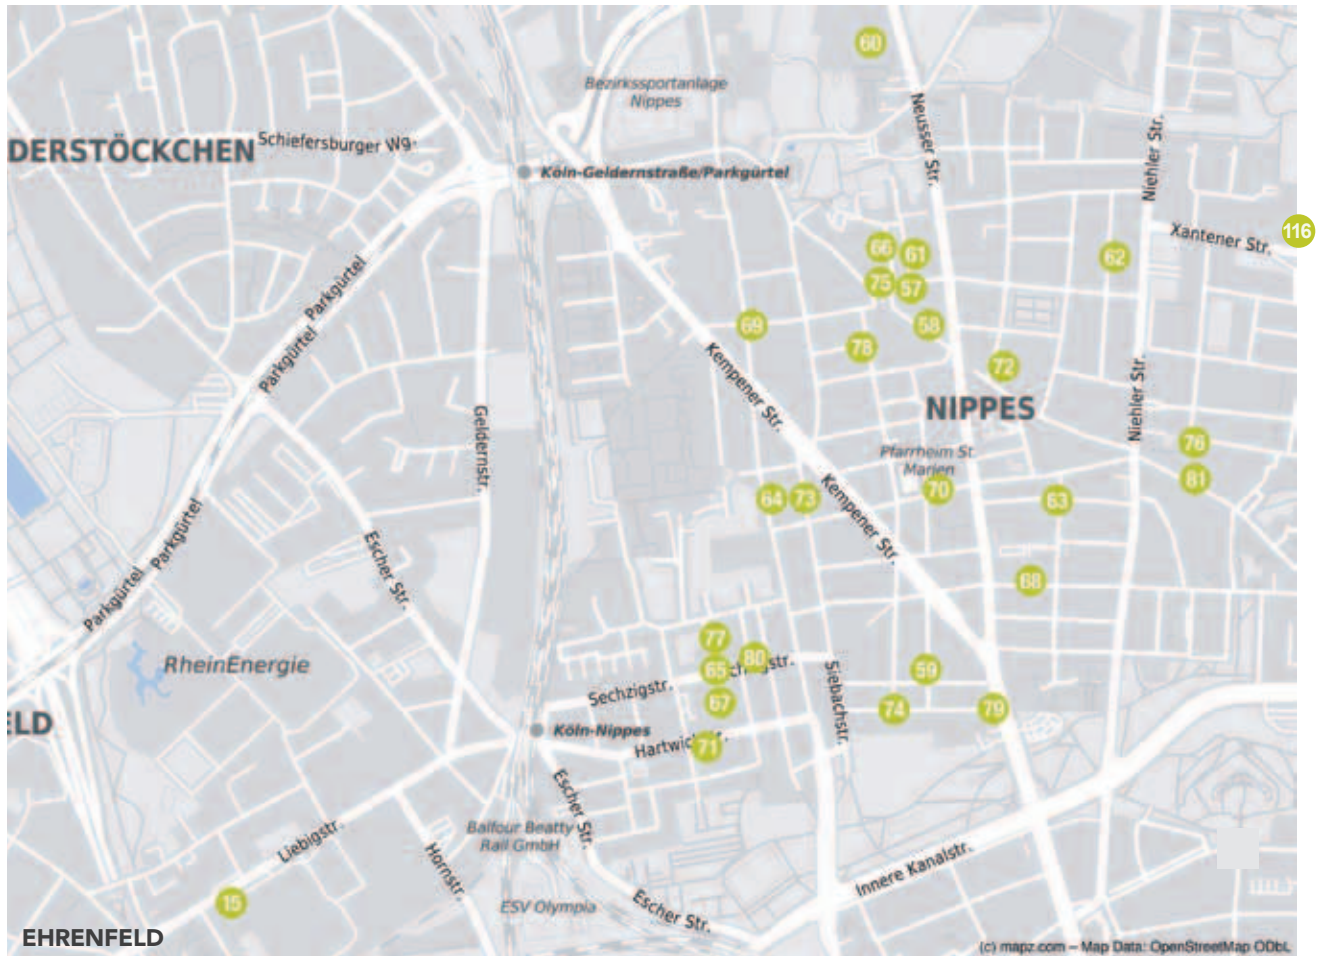 60
Bezirkssportanlage
Nippes
Neusser Str.
Niehler Str.
Schiefersburger Wg.
DERSTÖCKCHEN
Köln-Geldernstraße/Parkgürtel
116
Xantener Str.
66
61
62
75
57
Parkgürtel
69
58
78
Parkgürtel
72
Kempener Str.
Niehler Str.
NIPPES
Geldernstr.
76
Pfarrheim St.
Marien
81
70
64
73
63
Kempener Str.
Parkgürtel
Escher Str.
68
Parkgürtel
77
80
RheinEnergie
65
59
Sechzigstr.
Siebachstr.
67
74
79
ELD
Köln-Nippes
Hartwic
71
Escher Str.
Balfour Beatty
Rail GmbH
Liebigstr.
Hornstr.
Innere Kanalstr.
15
ESV Olympia
Escher Str.
EHRENFELD
(c) mapz.com – Map Data: OpenStreetMap ODbL